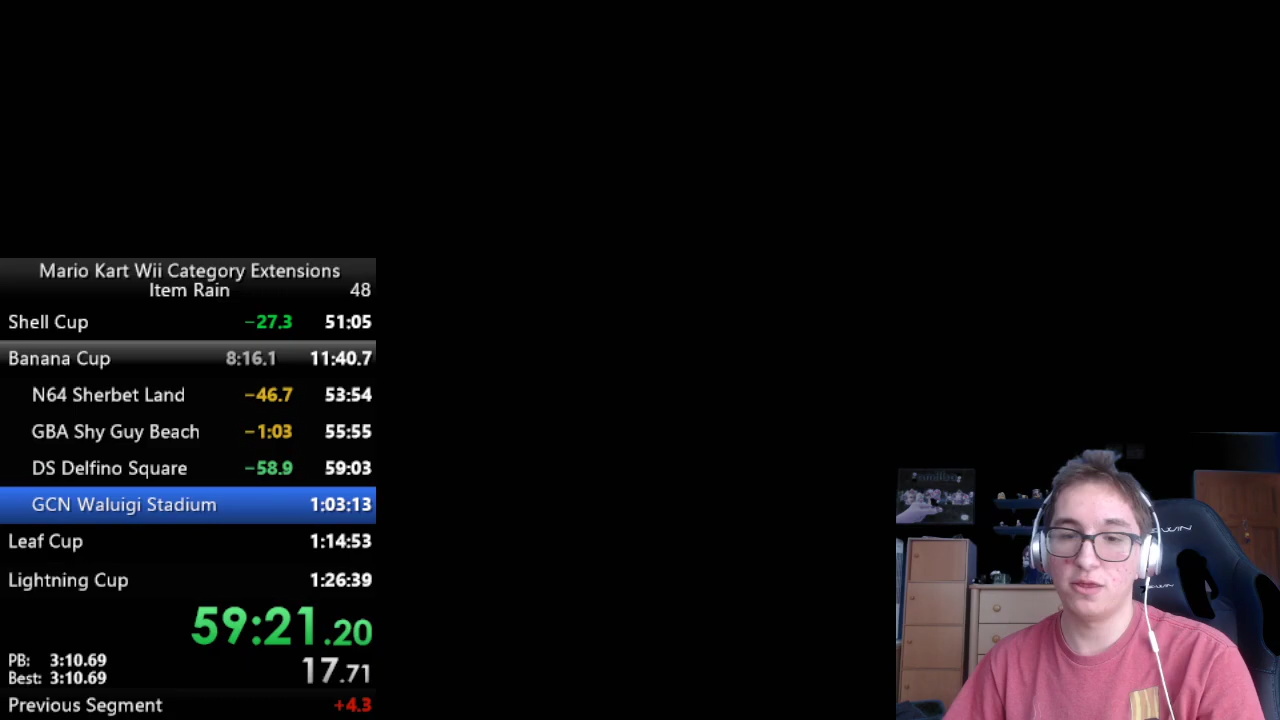 Mario Kart Wii Category Extensions
Item Rain 48
Shell Cup −27.3 51:05
Banana Cup 8:16.1 11:40.7
N64 Sherbet Land −46.7 53:54
GBA Shy Guy Beach −1:03 55:55
DS Delfino Square −58.9 59:03
GCN Waluigi Stadium 1:03:13
Leaf Cup 1:14:53
Lightning Cup 1:26:39
59:21.20
PB: 3:10.69
Best: 3:10.69
17.71
Previous Segment +4.3